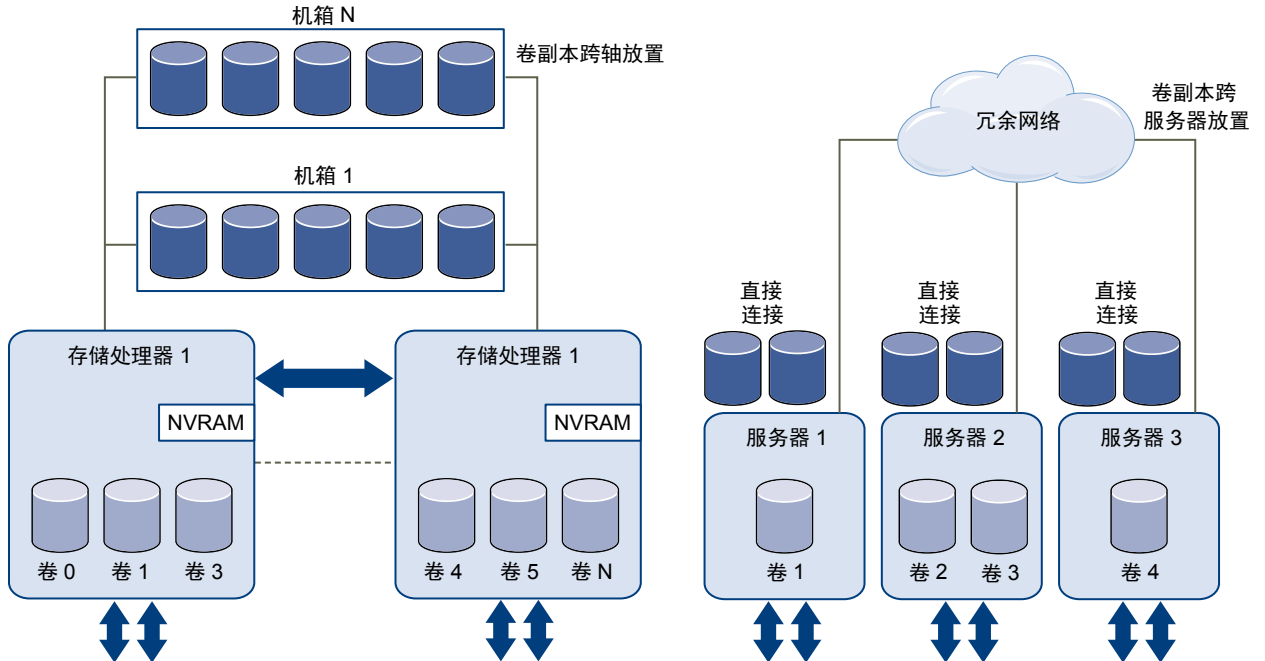 机箱 N
卷副本跨轴放置
机箱 1
存储处理器 1
存储处理器 1
NVRAM
NVRAM
卷 0
卷 1
卷 3
卷 4
卷 5
卷 N
冗余网络
卷副本跨
服务器放置
直接
连接
直接
连接
直接
连接
服务器 1
服务器 2
服务器 3
卷 1
卷 2
卷 3
卷 4